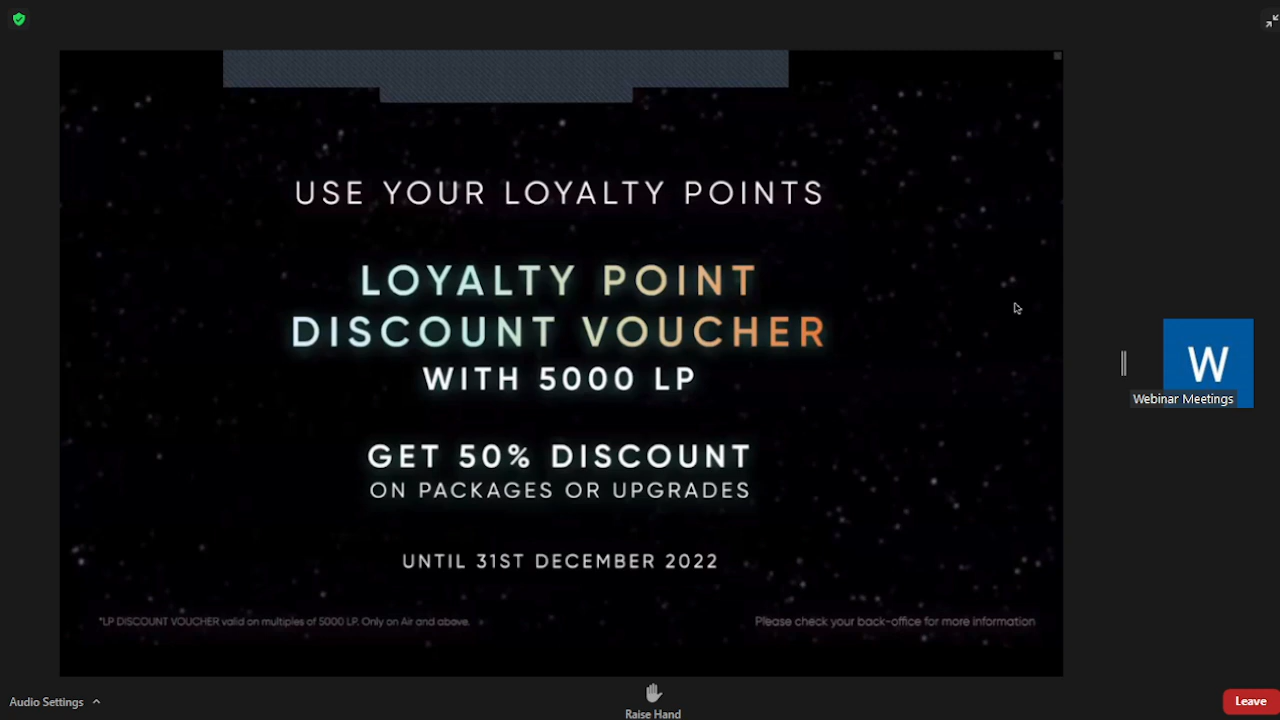 USE YOUR LOYALTY POINTS
LOYALTY POINT
DISCOUNT VOUCHER
WITH 5000 LP
GET 50% DISCOUNT
ON PACKAGES OR UPGRADES
UNTIL 31ST DECEMBER 2022
*LP DISCOUNT VOUCHER valid on multiples of 5000 LP. Only on Air and above.
Please check your back-office for more information
W
Webinar Meetings
Audio Settings
Raise Hand
Leave